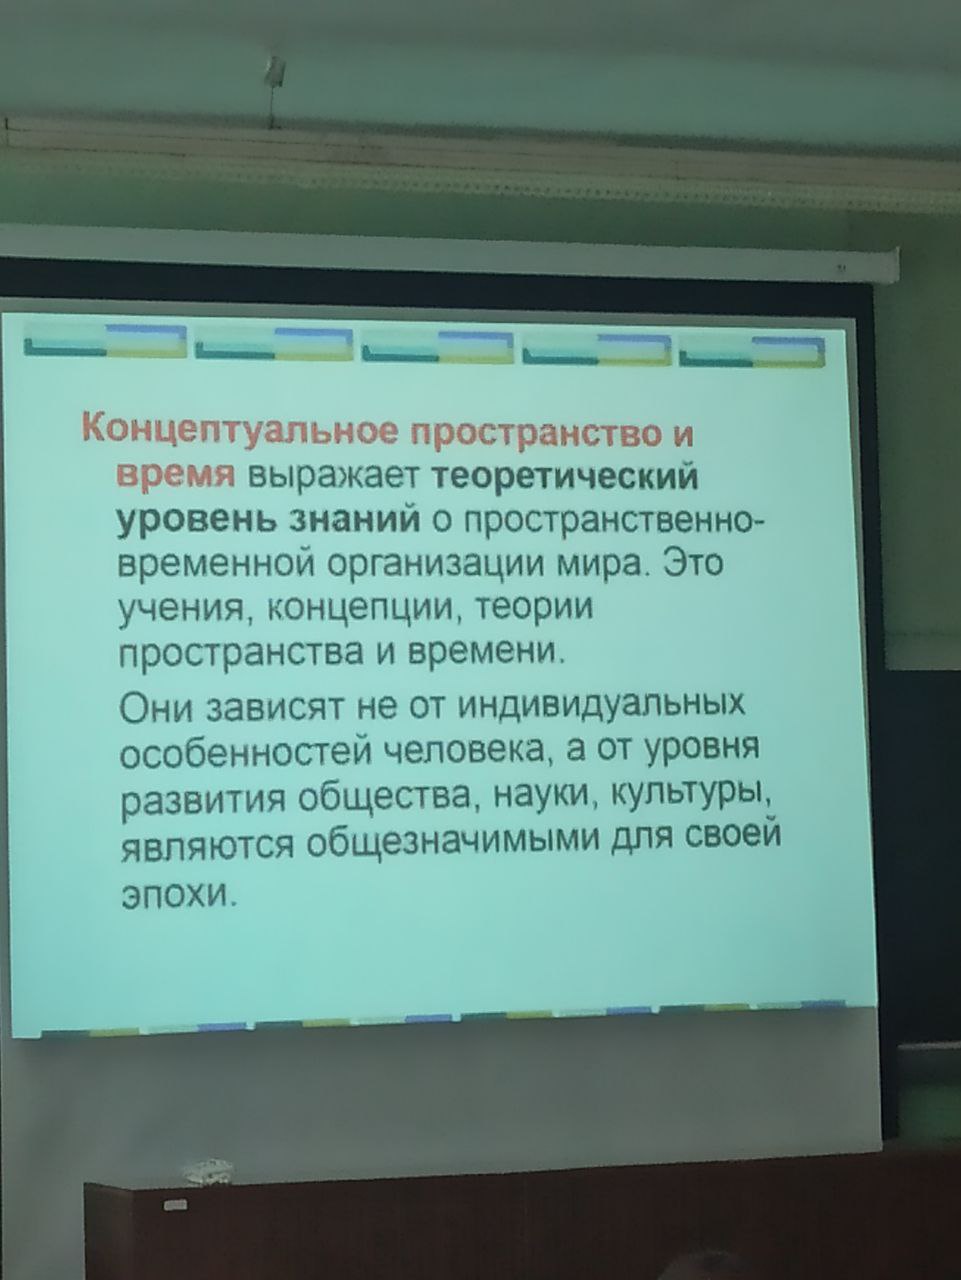 Концептуальное пространство и
время выражает теоретический
уровень знаний о пространственно-
временной организации мира. Это
учения, концепции, теории
пространства и времени.
Они зависят не от индивидуальных
особенностей человека, а от уровня
развития общества, науки, культуры,
являются общезначимыми для своей
эпохи.